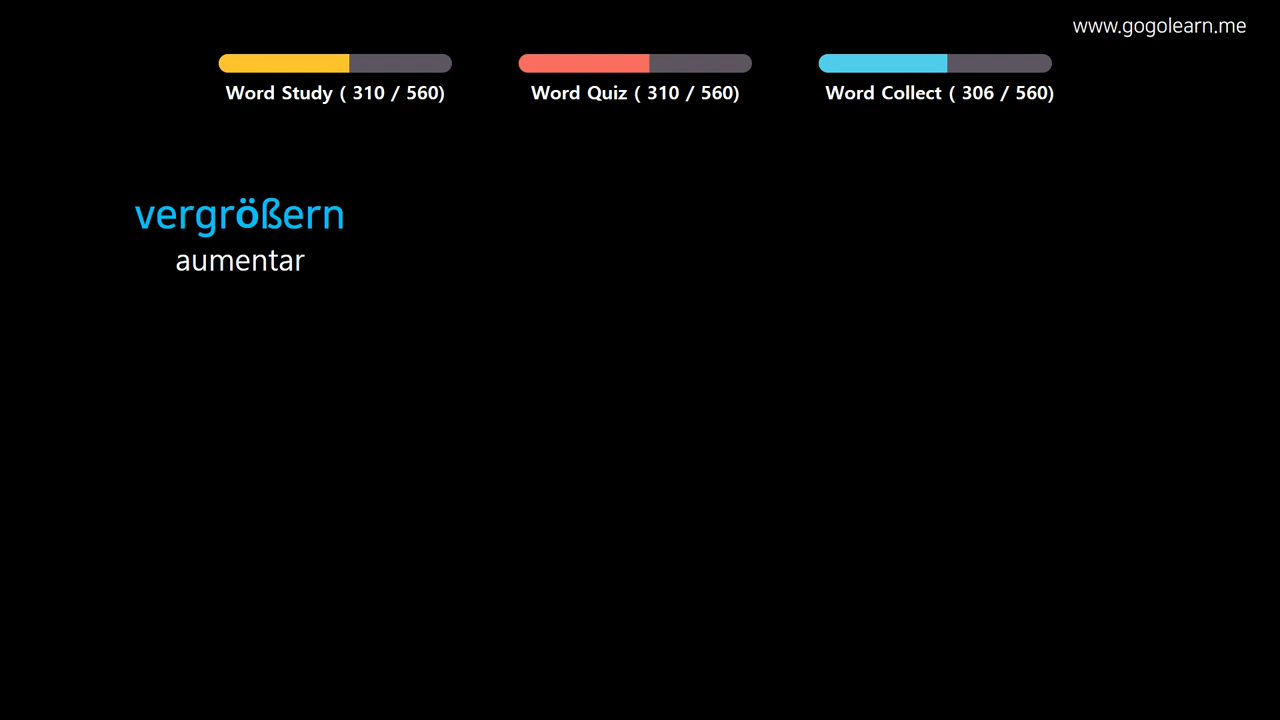 www.gogolearn.me
Word Study ( 310 / 560)
Word Quiz ( 310 / 560)
Word Collect ( 306 / 560)
vergrößern
aumentar